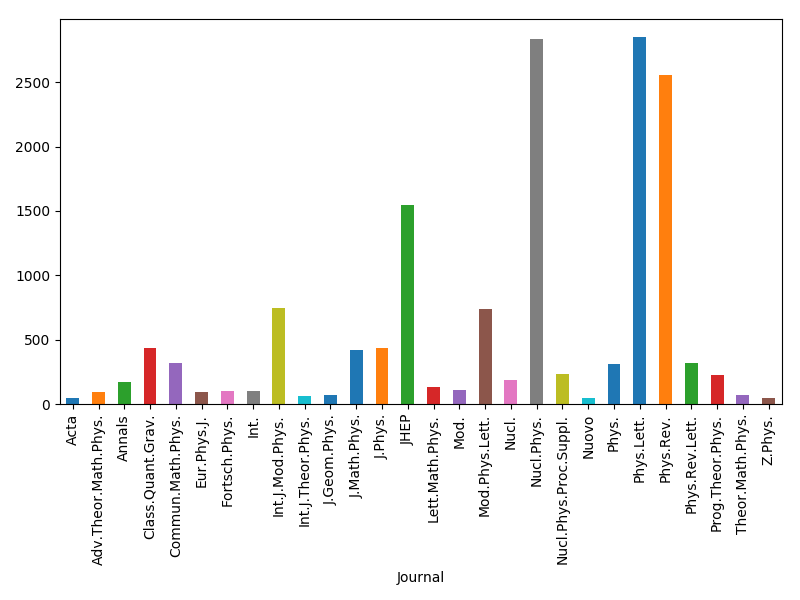 2500
2000
1500
1000
500
0
Acta
Adv.Theor.Math.Phys.
Annals
Class.Quant.Grav.
Commun.Math.Phys.
Eur.Phys.J.
Fortsch.Phys.
Int.
Int.J.Mod.Phys.
Int.J.Theor.Phys.
J.Geom.Phys.
J.Math.Phys.
J.Phys.
JHEP
Lett.Math.Phys.
Mod.
Mod.Phys.Lett.
Nucl.
Nucl.Phys.
Nucl.Phys.Proc.Suppl.
Nuovo
Phys.
Phys.Lett.
Phys.Rev.
Phys.Rev.Lett.
Prog.Theor.Phys.
Theor.Math.Phys.
Z.Phys.
Journal